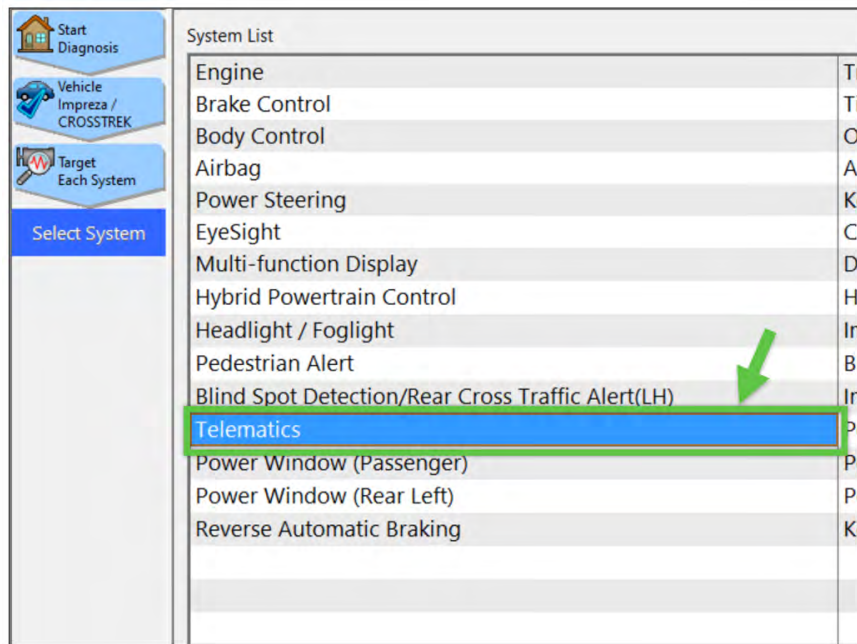 Start
Diagnosis
Vehicle
Impreza /
CROSSTREK
Target
Each System
Select System
System List
Engine
Brake Control
Body Control
Airbag
Power Steering
EyeSight
Multi-function Display
Hybrid Powertrain Control
Headlight / Foglight
Pedestrian Alert
Blind Spot Detection/Rear Cross Traffic Alert(LH)
Telematics
Power Window (Passenger)
Power Window (Rear Left)
Reverse Automatic Braking